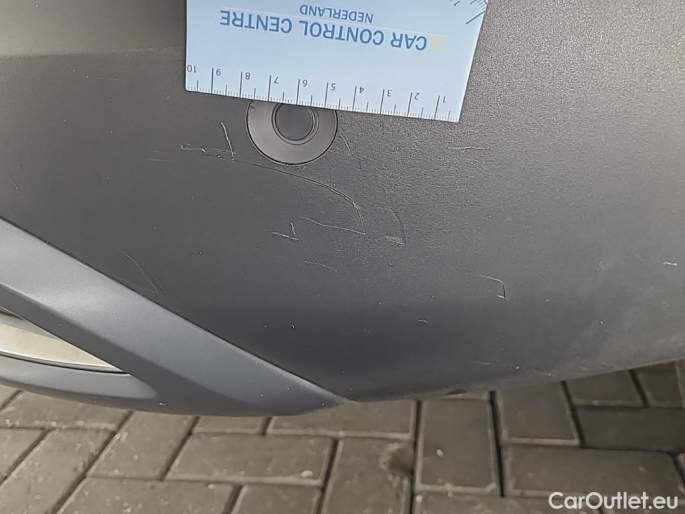 CAR CONTROL CENTRE
NEDERLAND
1 2 3 4 5 6 7 8 9 10
CarOutlet.eu